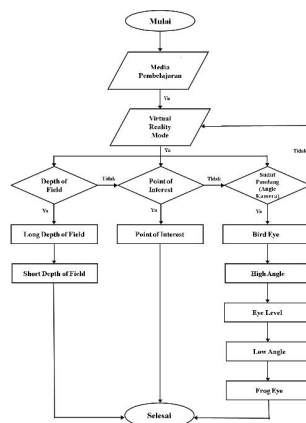 Mulai
Media
Pembelajaran
Ya
Virtual
Reality
Mode
Ya
Tidak
Depth of
Field
Tidak
Point of
Interest
Tidak
Sudut
Pandang
(Angle
Kamera)
Ya
Ya
Ya
Long Depth of Field
Point of Interest
Bird Eye
Short Depth of Field
High Angle
Eye Level
Low Angle
Frog Eye
Selesai